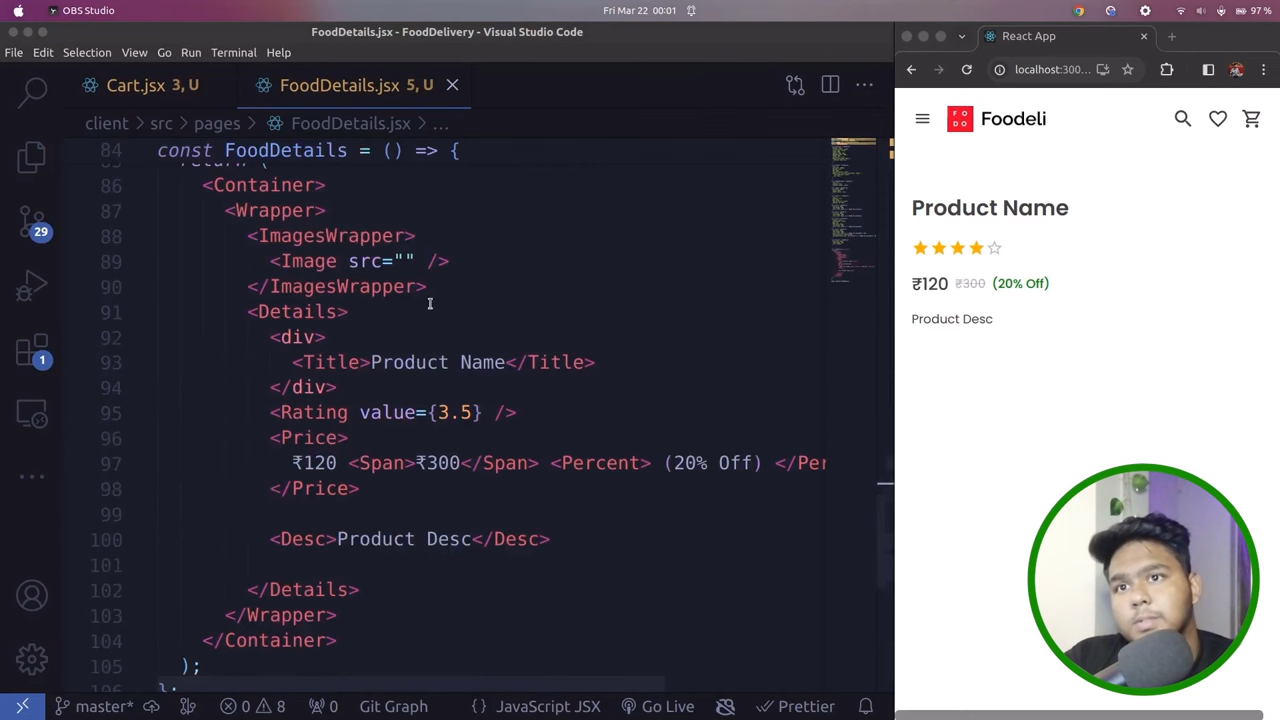 OBS Studio
Fri Mar 22 00:01
97 %
FoodDetails.jsx - FoodDelivery - Visual Studio Code
File Edit Selection View Go Run Terminal Help
Cart.jsx 3, U
FoodDetails.jsx 5, U
client > src > pages > FoodDetails.jsx > ...
84 const FoodDetails = () => {
86 <Container>
87 <Wrapper>
88 <ImagesWrapper>
89 <Image src="" />
90 </ImagesWrapper>
91 <Details>
92 <div>
93 <Title>Product Name</Title>
94 </div>
95 <Rating value={3.5} />
96 <Price>
97 ₹120 <Span>₹300</Span> <Percent> (20% Off) </Per
98 </Price>
99
100 <Desc>Product Desc</Desc>
101
102 </Details>
103 </Wrapper>
104 </Container>
105 );
29
1
master*
0 8
0
Git Graph
{ } JavaScript JSX
Go Live
Prettier
React App
localhost:300...
FO
DO
Foodeli
Product Name
₹120 ₹300 (20% Off)
Product Desc